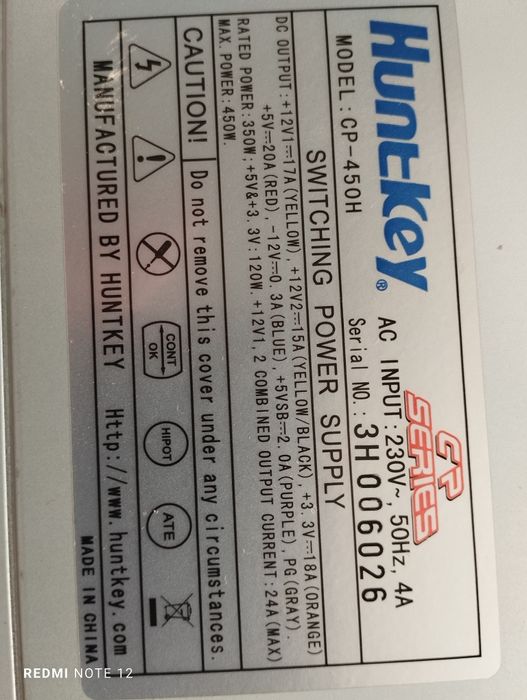 Huntkey®
CP
SERIES
MODEL:CP-450H
AC INPUT:230V~, 50Hz, 4A
Serial NO.: 3H006026
SWITCHING POWER SUPPLY
DC OUTPUT:+12V1⎓17A(YELLOW), +12V2⎓15A(YELLOW/BLACK), +3.3V⎓18A(ORANGE)
+5V⎓20A(RED), -12V⎓0.3A(BLUE), +5VSB⎓2.0A(PURPLE), PG(GRAY).
RATED POWER:350W;+5V&+3.3V:120W. +12V1,2 COMBINED OUTPUT CURRENT:24A(MAX)
MAX. POWER:450W.
CAUTION! Do not remove this cover under any circumstances.
CONT
OK
HIPOT
ATE
MANUFACTURED BY HUNTKEY Http://www.huntkey.com
MADE IN CHINA
REDMI NOTE 12